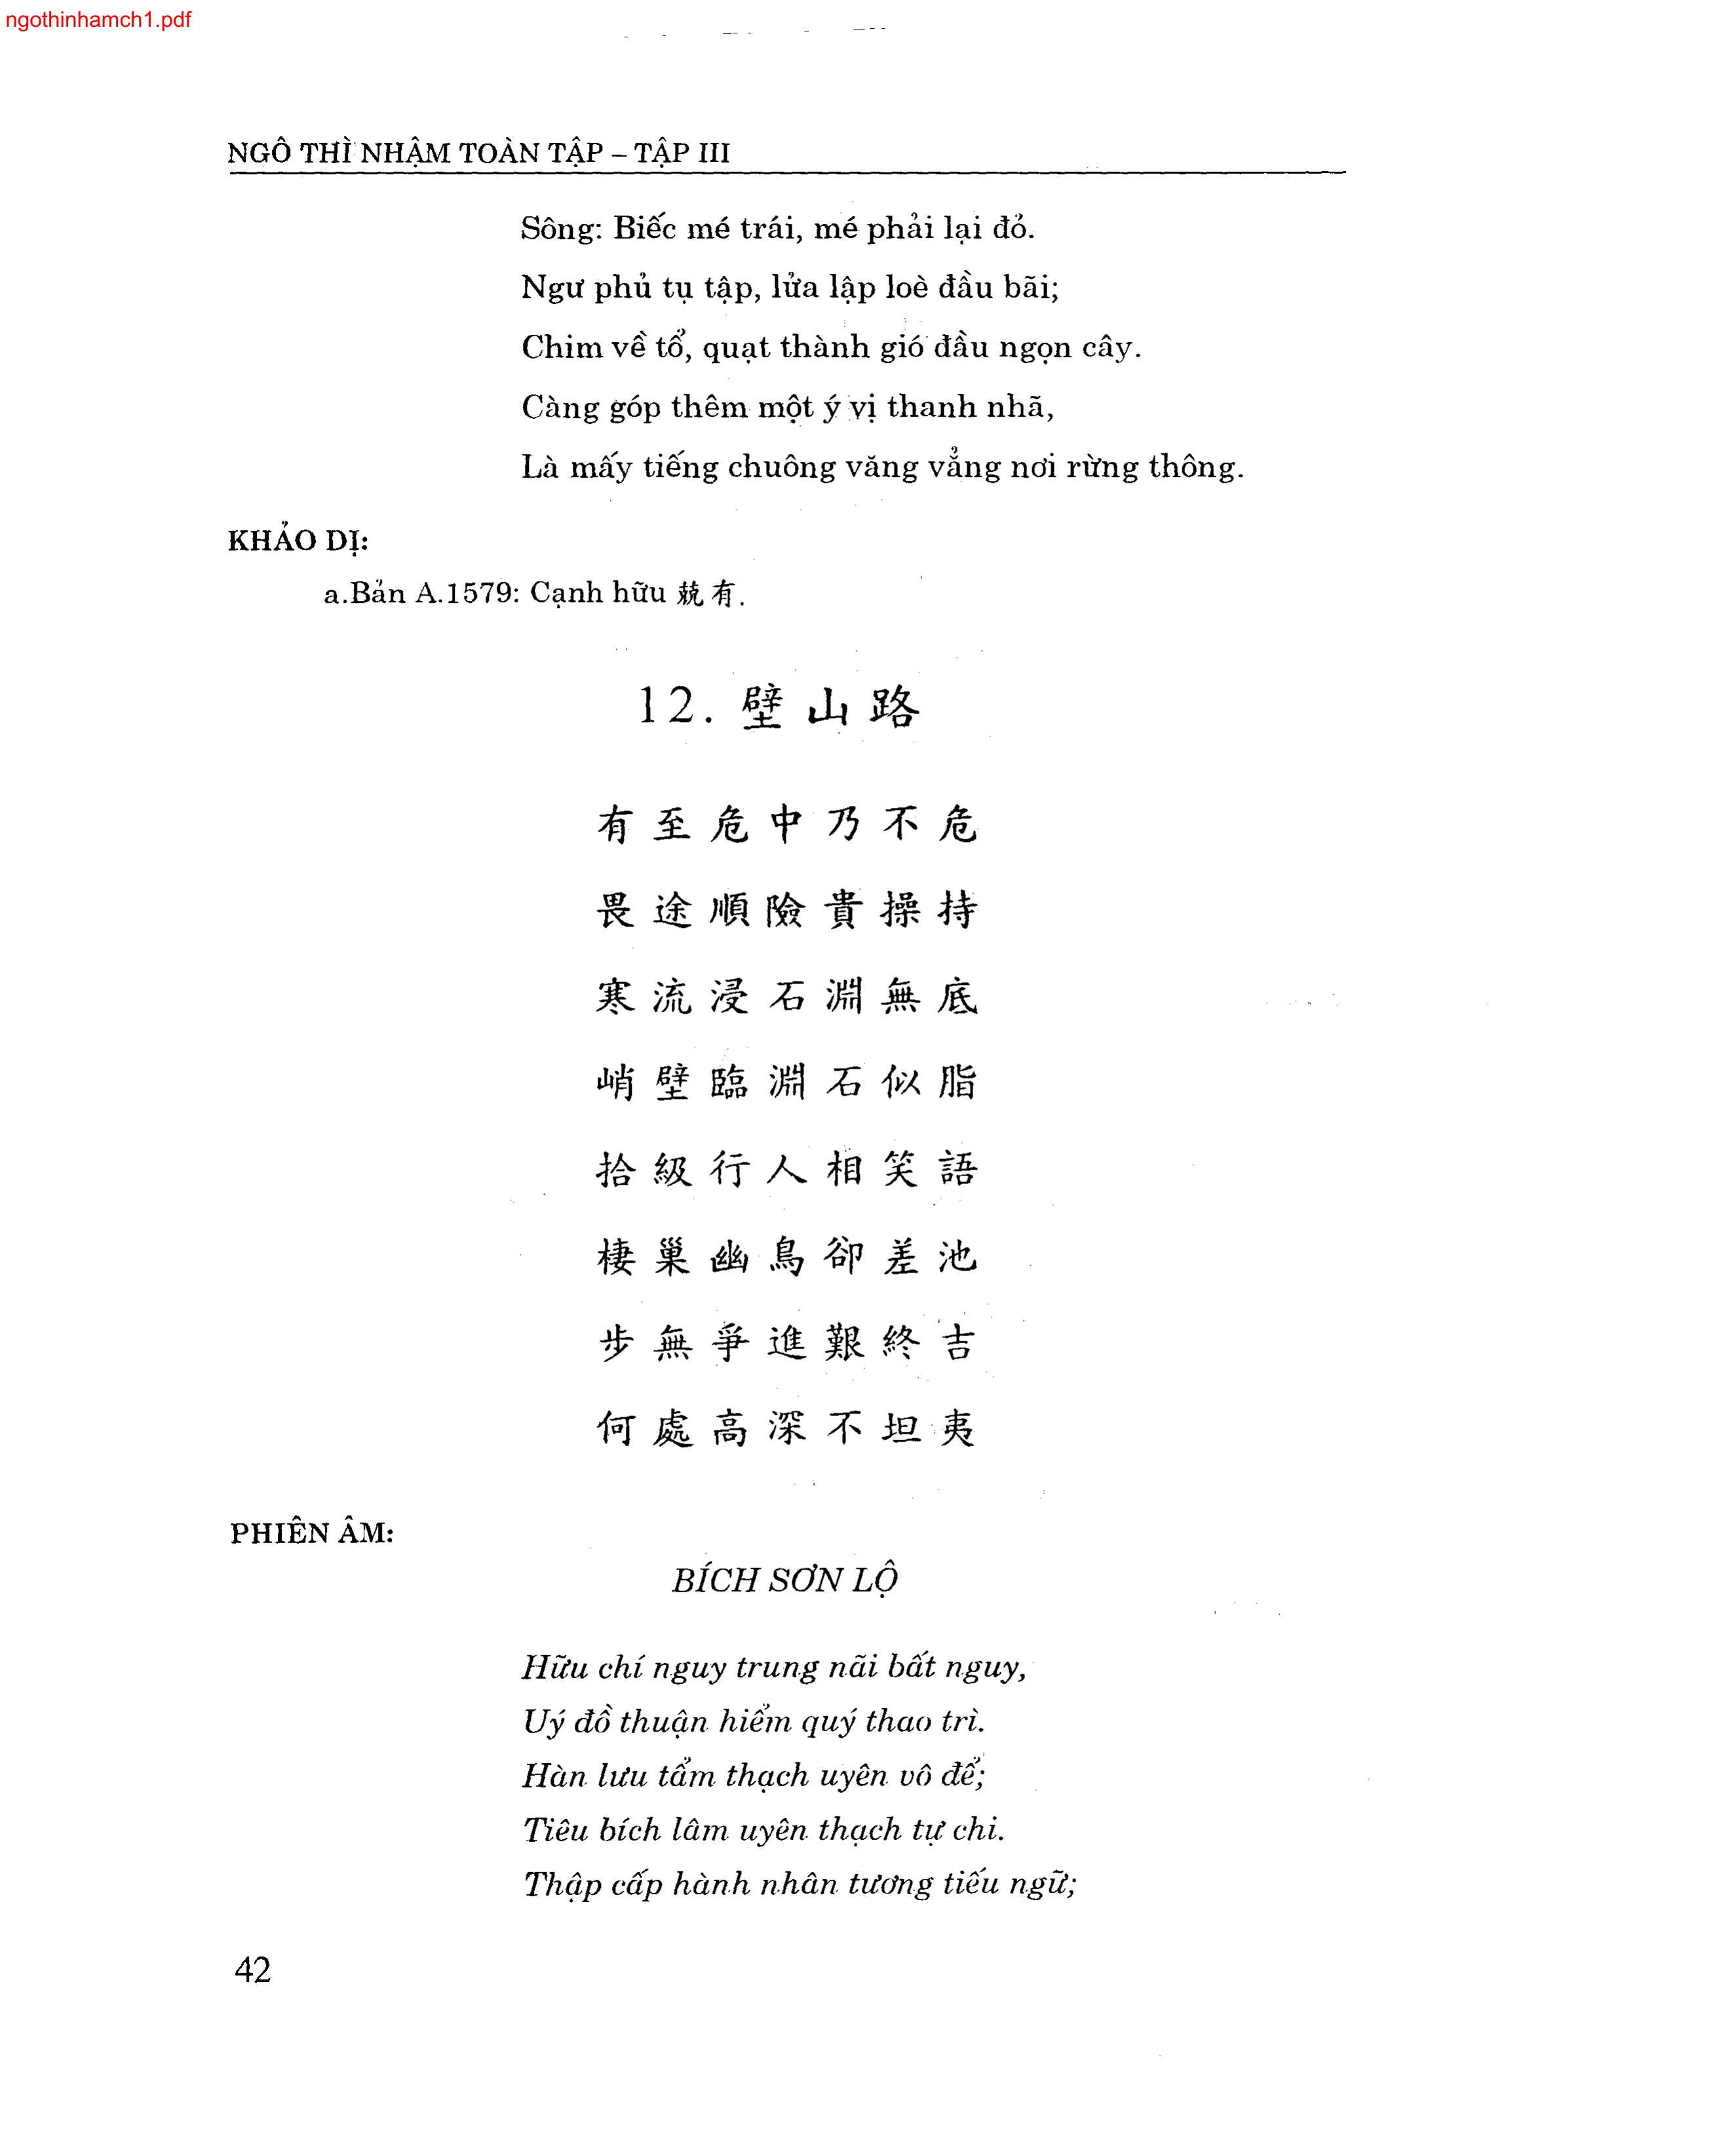 ngothinhamch1.pdf
NGÔ THÌ NHẬM TOÀN TẬP – TẬP III
Sông: Biếc mé trái, mé phải lại đỏ.
Ngư phủ tụ tập, lửa lập loè đầu bãi;
Chim về tổ, quạt thành gió đầu ngọn cây.
Càng góp thêm một ý vị thanh nhã,
Là mấy tiếng chuông văng vẳng nơi rừng thông.
KHẢO DỊ:
a.Bản A.1579: Cạnh hữu 兢有.
12. 壁山路
有至危中乃不危
畏途順險貴操持
寒流浸石淵無底
峭壁臨淵石似脂
拾級行人相笑語
棲巢幽鳥卻差池
步無爭進艱終吉
何處高深不坦夷
PHIÊN ÂM:
BÍCH SƠN LỘ
Hữu chí nguy trung nãi bất nguy,
Uý đồ thuận hiểm quý thao trì.
Hàn lưu tẩm thạch uyên vô để;
Tiêu bích lâm uyên thạch tự chi.
Thập cấp hành nhân tương tiếu ngữ;
42